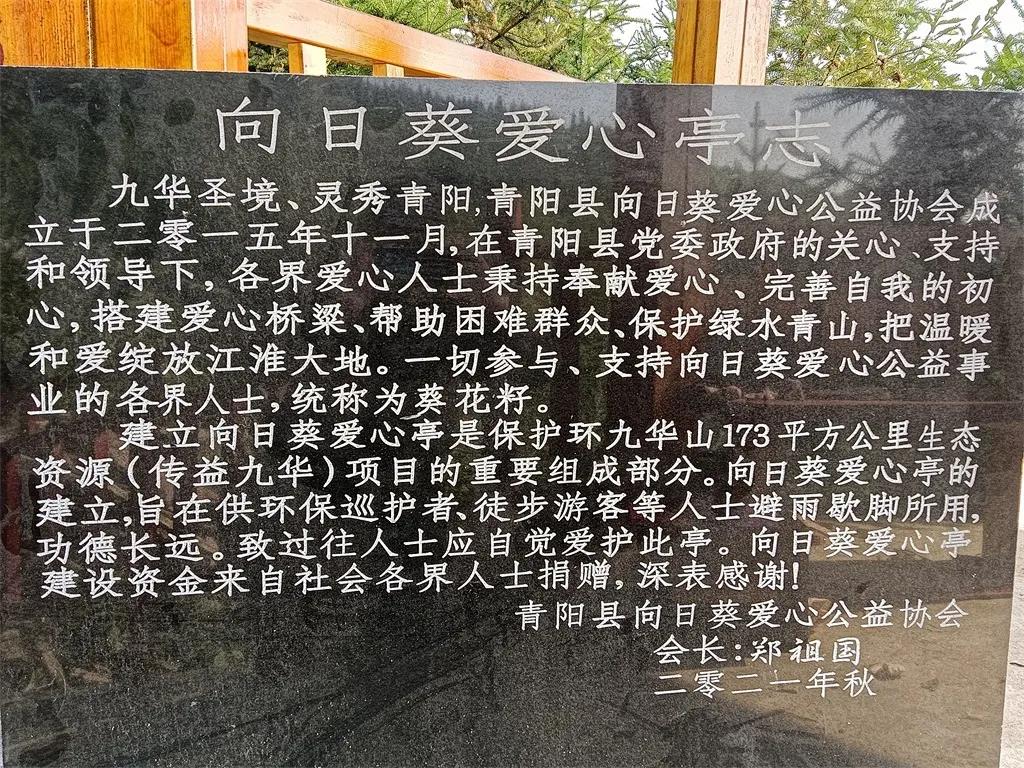 向日葵爱心亭志
九华圣境、灵秀青阳,青阳县向日葵爱心公益协会成
立于二零一五年十一月,在青阳县党委政府的关心、支持
和领导下,各界爱心人士秉持奉献爱心、完善自我的初
心,搭建爱心桥梁、帮助困难群众、保护绿水青山,把温暖
和爱绽放江淮大地。一切参与、支持向日葵爱心公益事
业的各界人士,统称为葵花籽。
建立向日葵爱心亭是保护环九华山173平方公里生态
资源(传益九华)项目的重要组成部分。向日葵爱心亭的
建立,旨在供环保巡护者、徒步游客等人士避雨歇脚所用,
功德长远。致过往人士应自觉爱护此亭。向日葵爱心亭
建设资金来自社会各界人士捐赠,深表感谢!
青阳县向日葵爱心公益协会
会长:郑祖国
二零二一年秋